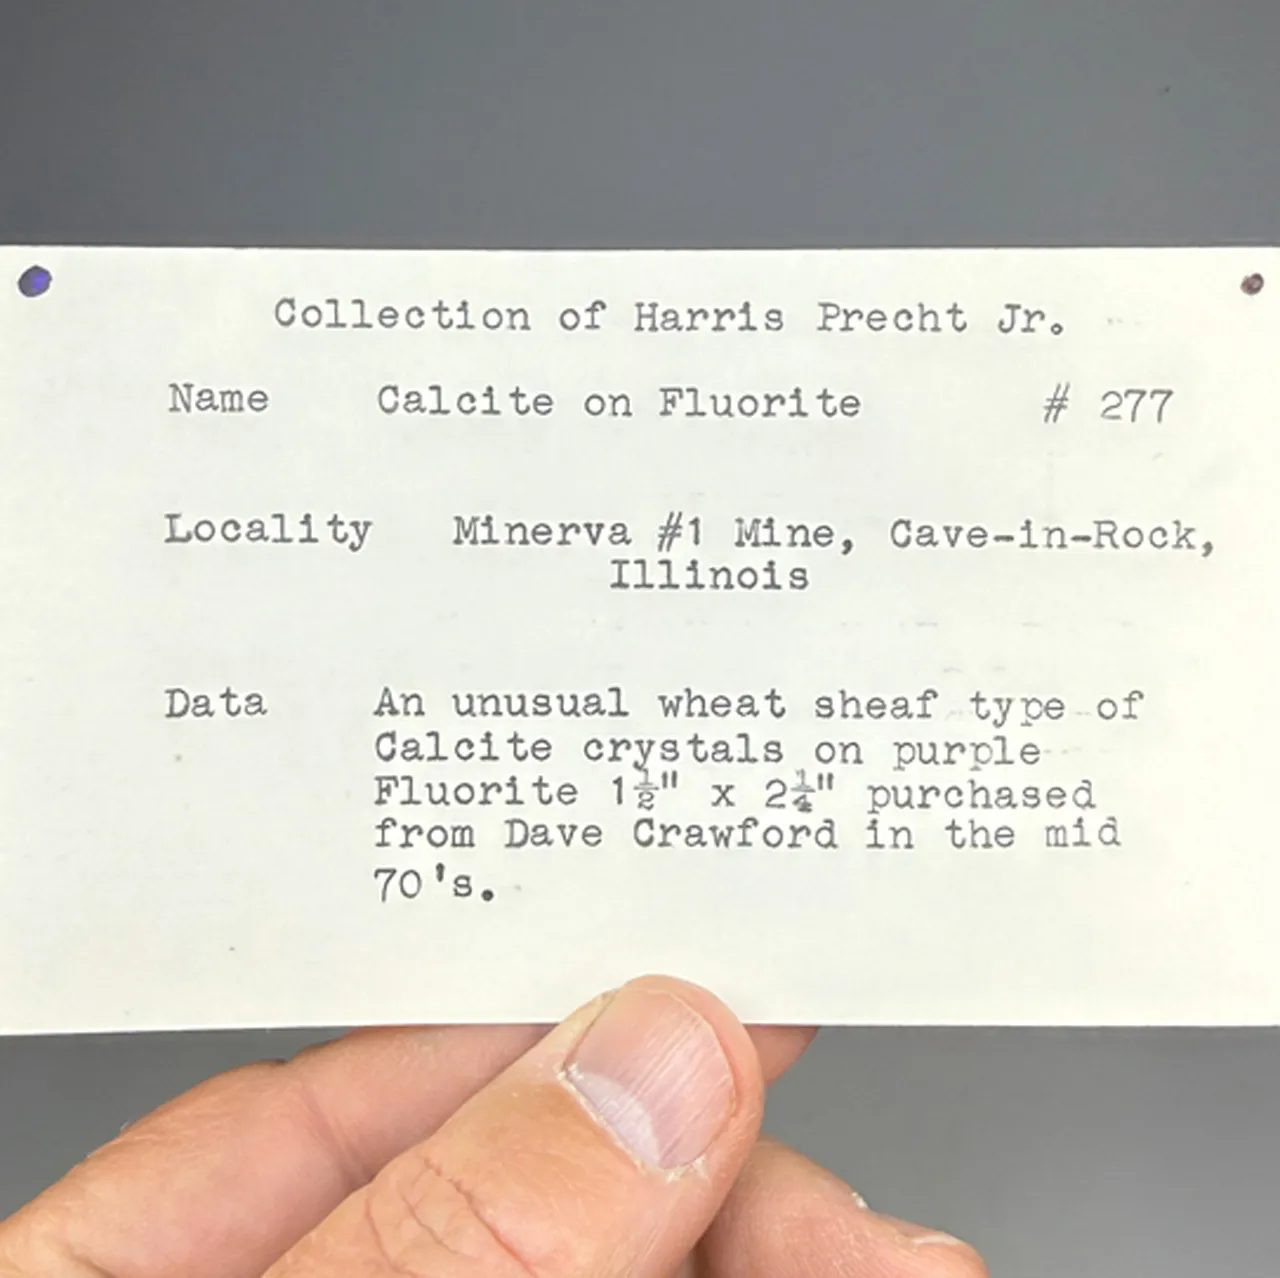 Collection of Harris Precht Jr.
Name Calcite on Fluorite # 277
Locality Minerva #1 Mine, Cave-in-Rock,
Illinois
Data An unusual wheat sheaf type of
Calcite crystals on purple
Fluorite 1½" x 2¼" purchased
from Dave Crawford in the mid
70's.